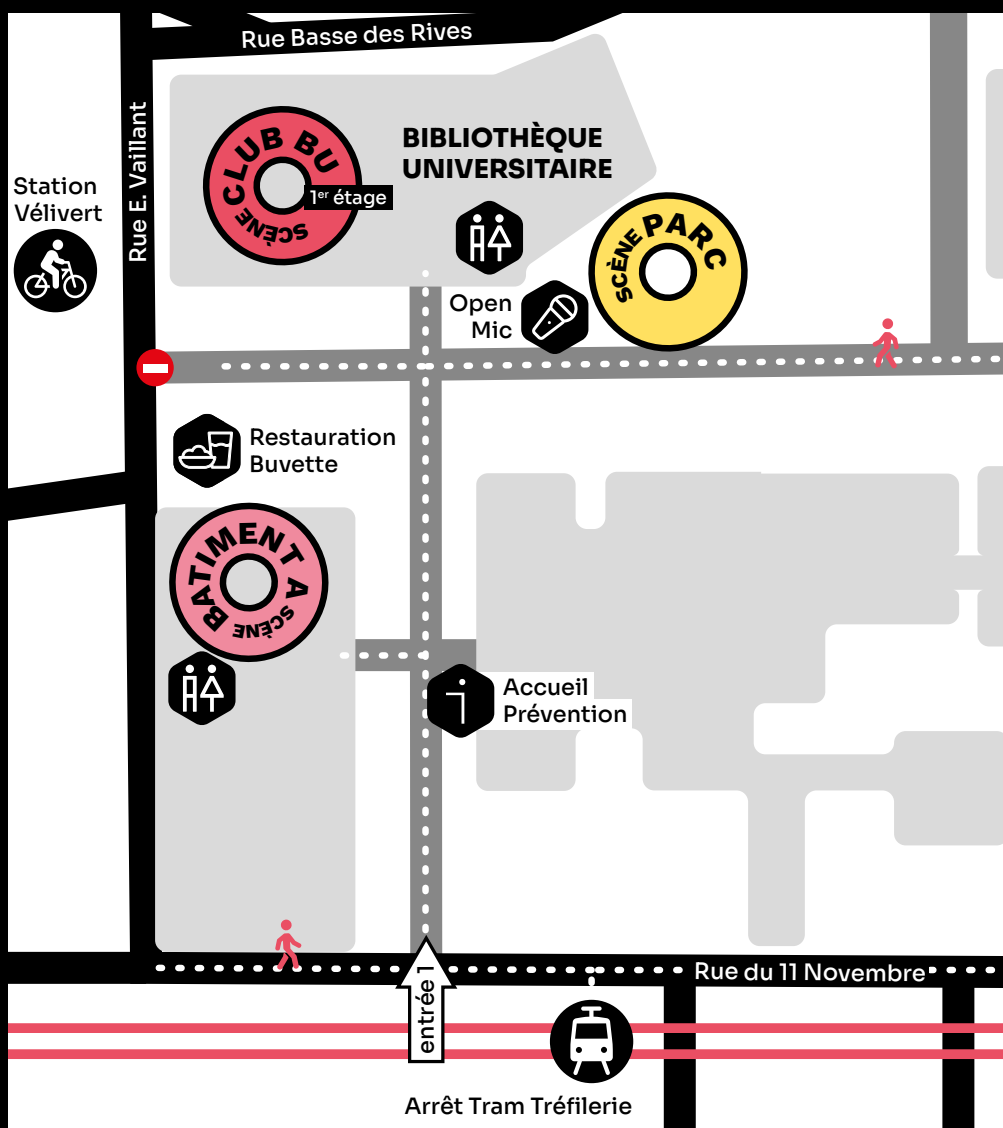 Rue Basse des Rives
Rue E. Vaillant
Station
Vélivert
SCÈNE CLUB BU
1er étage
BIBLIOTHÈQUE
UNIVERSITAIRE
SCÈNE PARC
Open
Mic
Restauration
Buvette
BATIMENT A SCÈNE
Accueil
Prévention
entrée 1
Rue du 11 Novembre
Arrêt Tram Tréfilerie